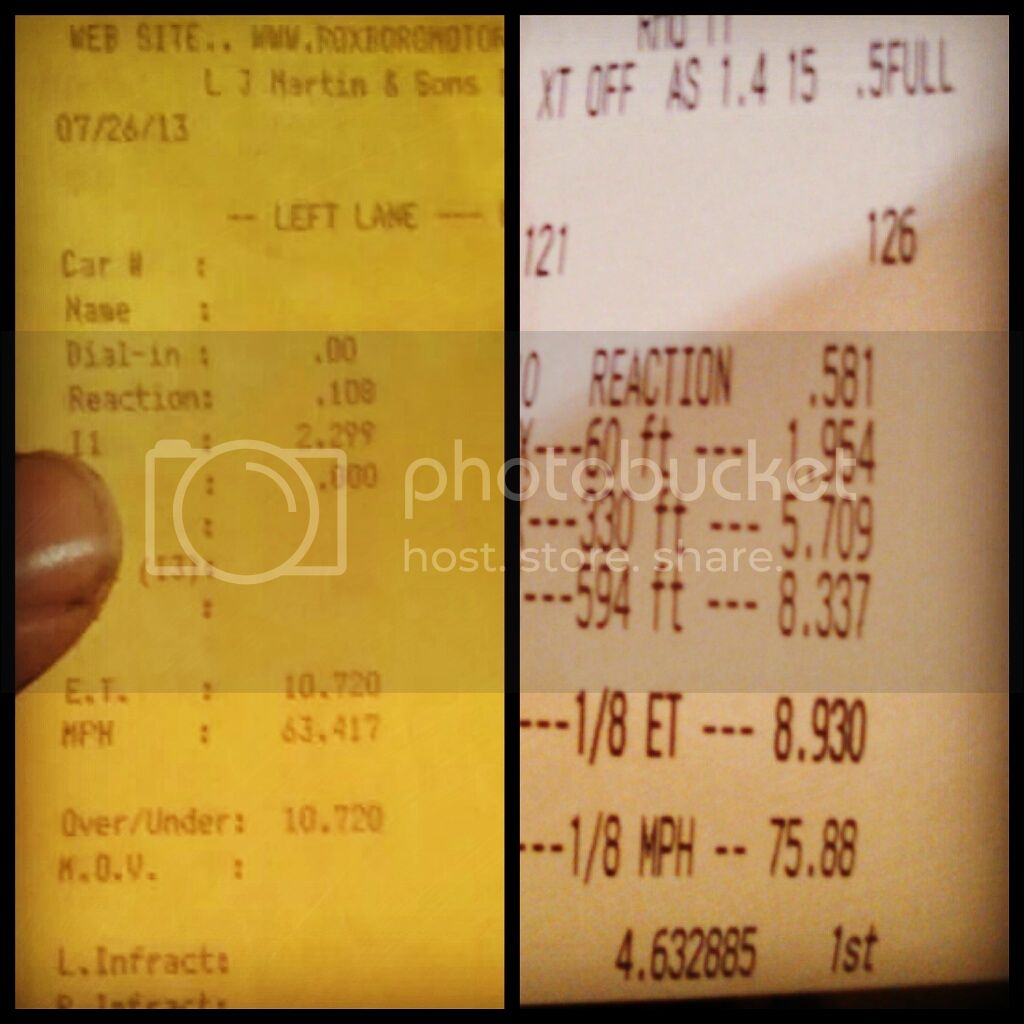 WEB SITE.. WWW.ROXBOROMOTOR
L J Martin & Sons
07/26/13
-- LEFT LANE ---
Car # :
Name :
Dial-in : .00
Reaction: .108
I1 : 2.299
: .000
:
(13):
:
E.T. : 10.720
MPH : 63.417
Over/Under: 10.720
M.O.V. :
L.Infract:
R.Infract:
XT OFF AS 1.4 15 .5FULL
121 126
REACTION .581
---60 ft --- 1.954
---330 ft --- 5.709
---594 ft --- 8.337
---1/8 ET --- 8.930
---1/8 MPH -- 75.88
4.632885 1st
photobucket
host. store. share.